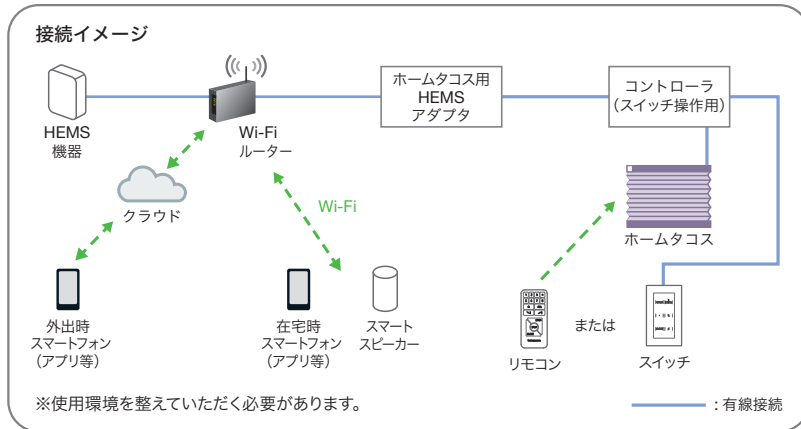 接続イメージ
HEMS
機器
Wi-Fi
ルーター
ホームタコス用
HEMS
アダプタ
コントローラ
(スイッチ操作用)
クラウド
Wi-Fi
ホームタコス
外出時
スマートフォン
(アプリ等)
在宅時
スマートフォン
(アプリ等)
スマート
スピーカー
リモコン
または
スイッチ
※使用環境を整えていただく必要があります。
:有線接続